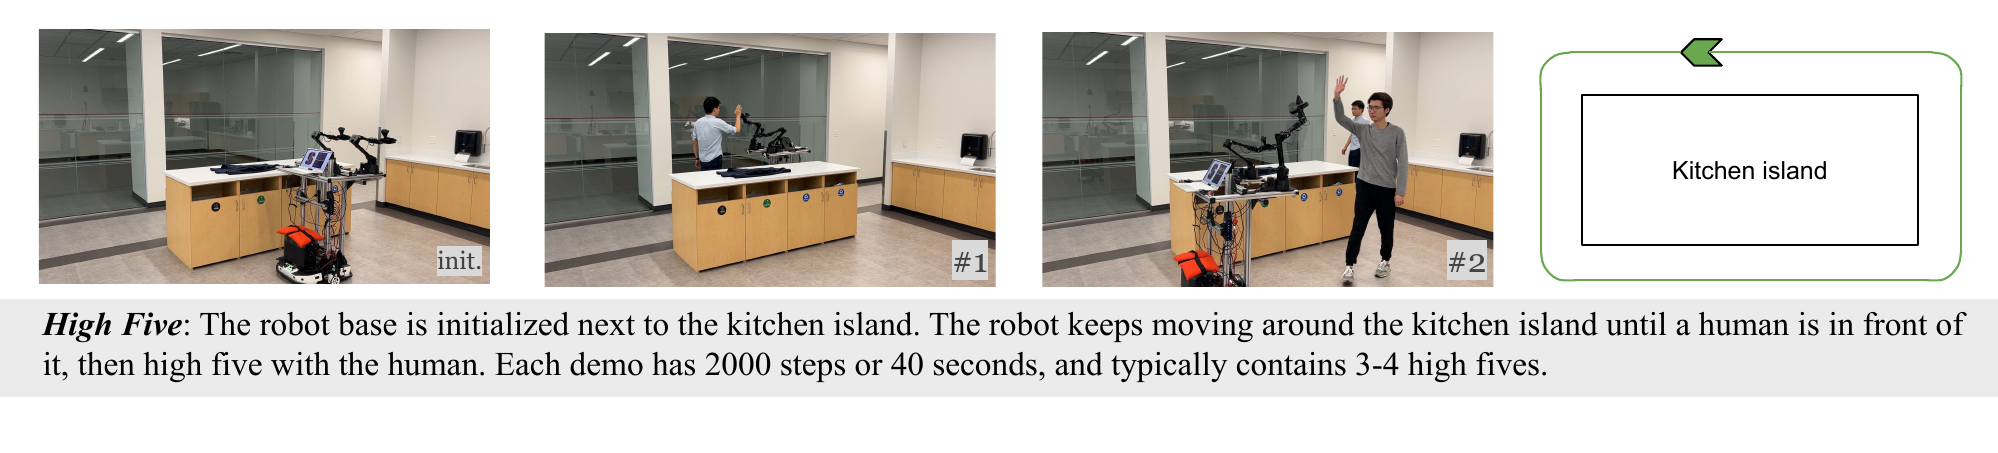 init.
#1
#2
Kitchen island
High Five: The robot base is initialized next to the kitchen island. The robot keeps moving around the kitchen island until a human is in front of
it, then high five with the human. Each demo has 2000 steps or 40 seconds, and typically contains 3-4 high fives.